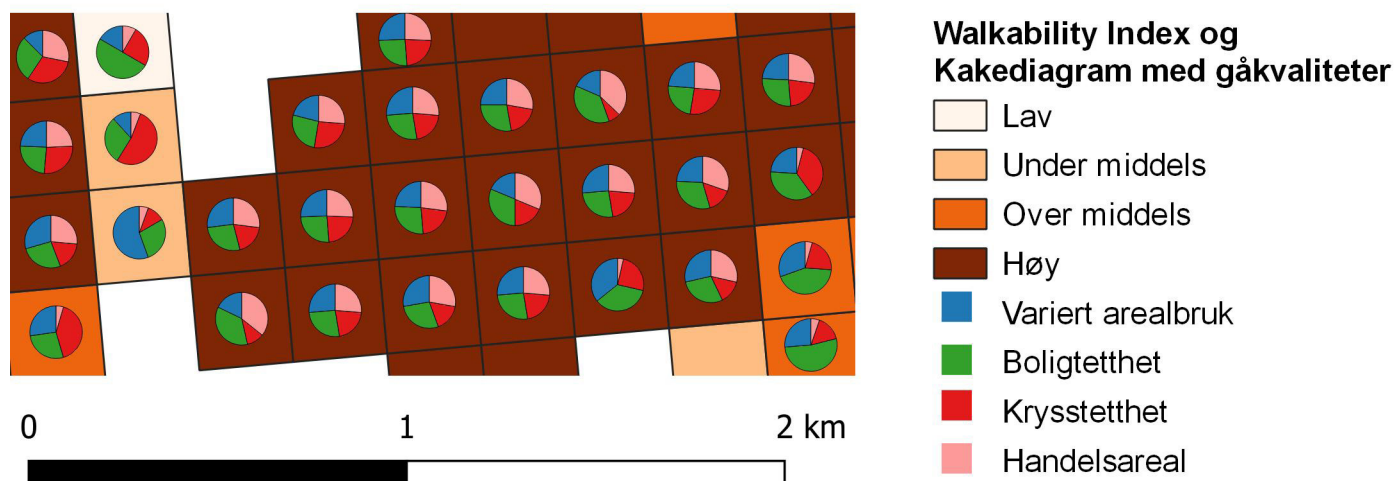 Walkability Index og
Kakediagram med gåkvaliteter
Lav
Under middels
Over middels
Høy
Variert arealbruk
Boligtetthet
Krysstetthet
Handelsareal
0 1 2 km